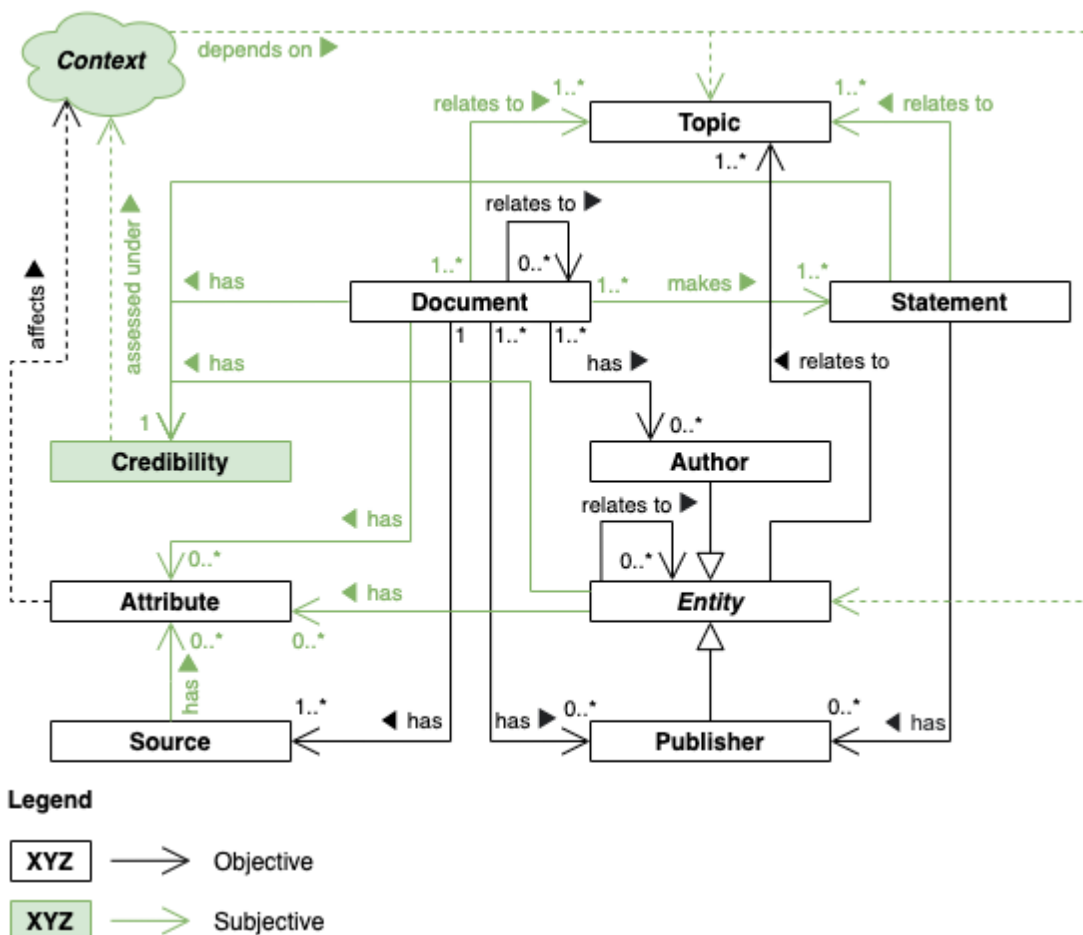 Context
depends on ▶
1..* 1..*
relates to ▶ ◀ relates to
Topic
1..*
relates to ▶
assessed under ▶
affects ▶
0..*
1..* 1..*
◀ has 1..* makes ▶
Document Statement
1 1..* 1..*
◀ has has ▶ ◀ relates to
1 0..*
Credibility Author
relates to ▶
◀ has
0..* 0..*
Attribute ◀ has Entity
0..* 0..*
has ▶
1..* ◀ has has ▶ 0..* 0..* ◀ has
Source Publisher
Legend
XYZ Objective
XYZ Subjective